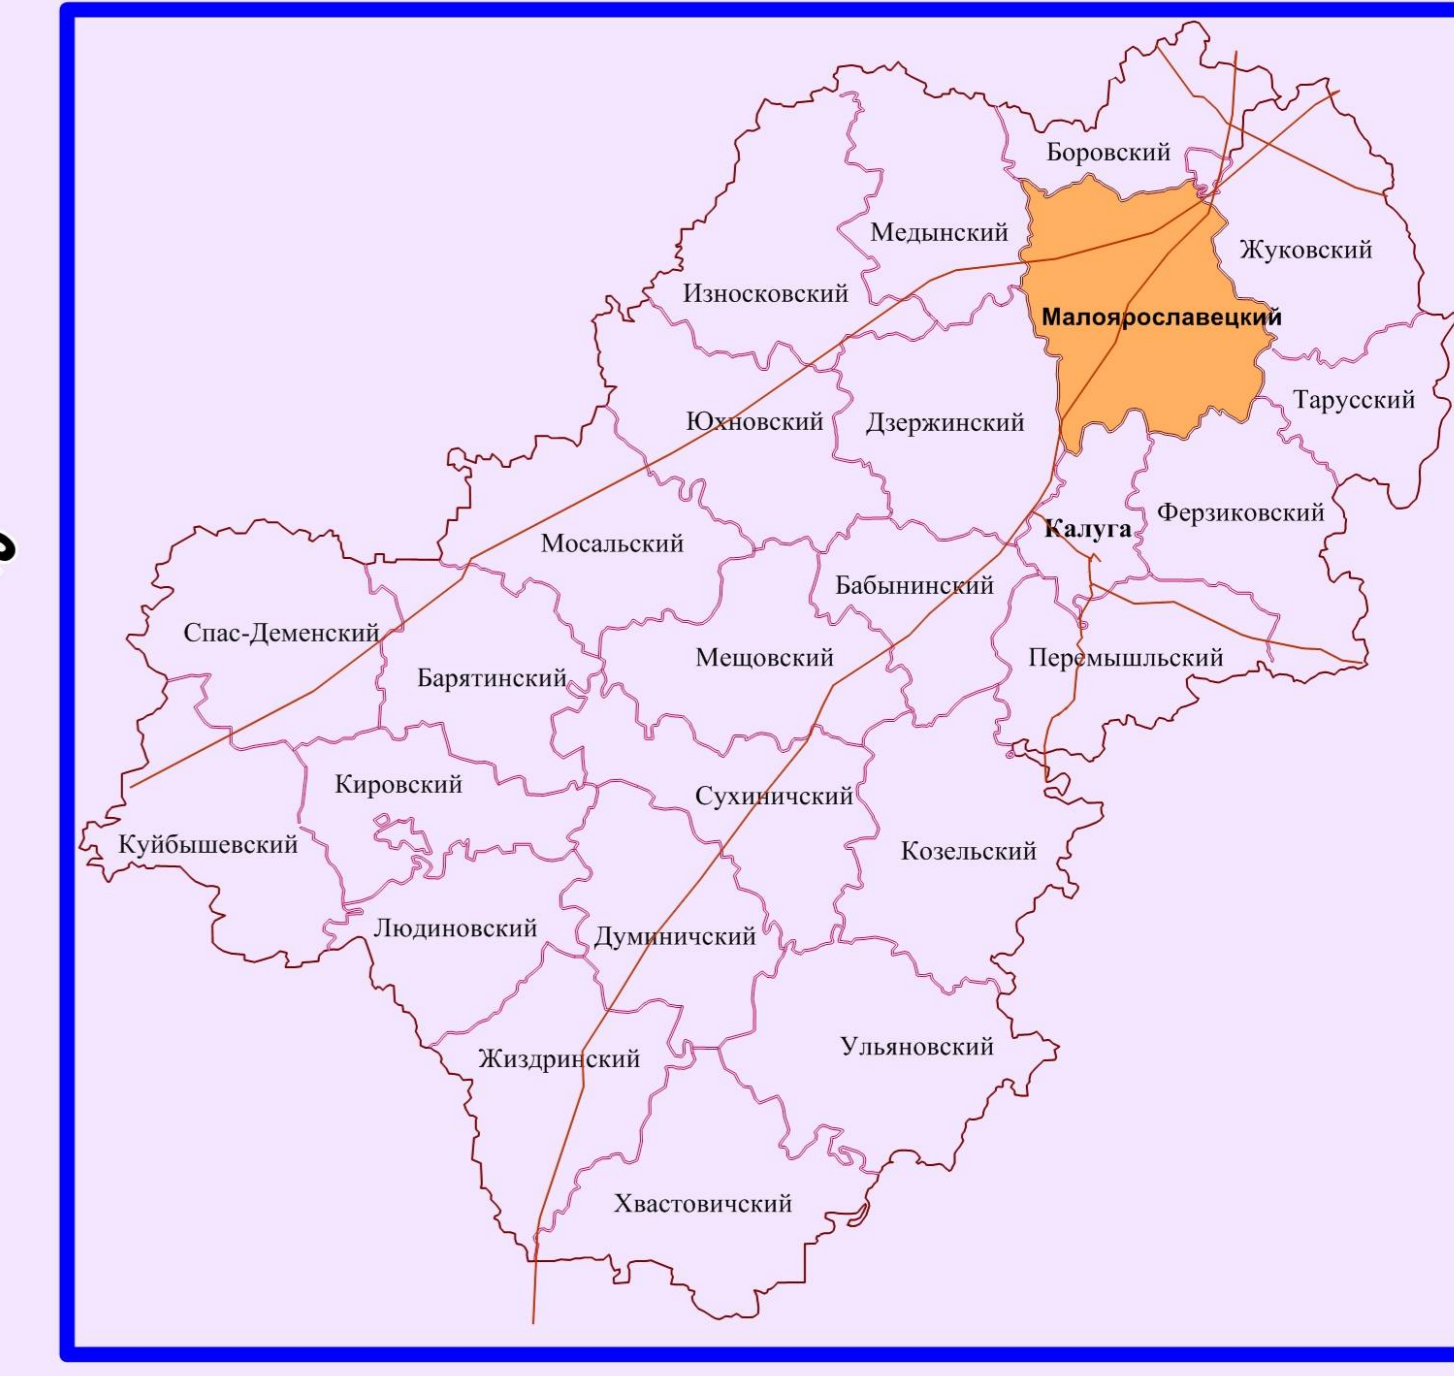 Боровский
Медынский
Жуковский
Износковский
Малоярославецкий
Тарусский
Юхновский
Дзержинский
Ферзиковский
Калуга
Мосальский
Бабынинский
Спас-Деменский
Мещовский
Перемышльский
Барятинский
Кировский
Сухиничский
Куйбышевский
Козельский
Людиновский
Думиничский
Ульяновский
Жиздринский
Хвастовичский